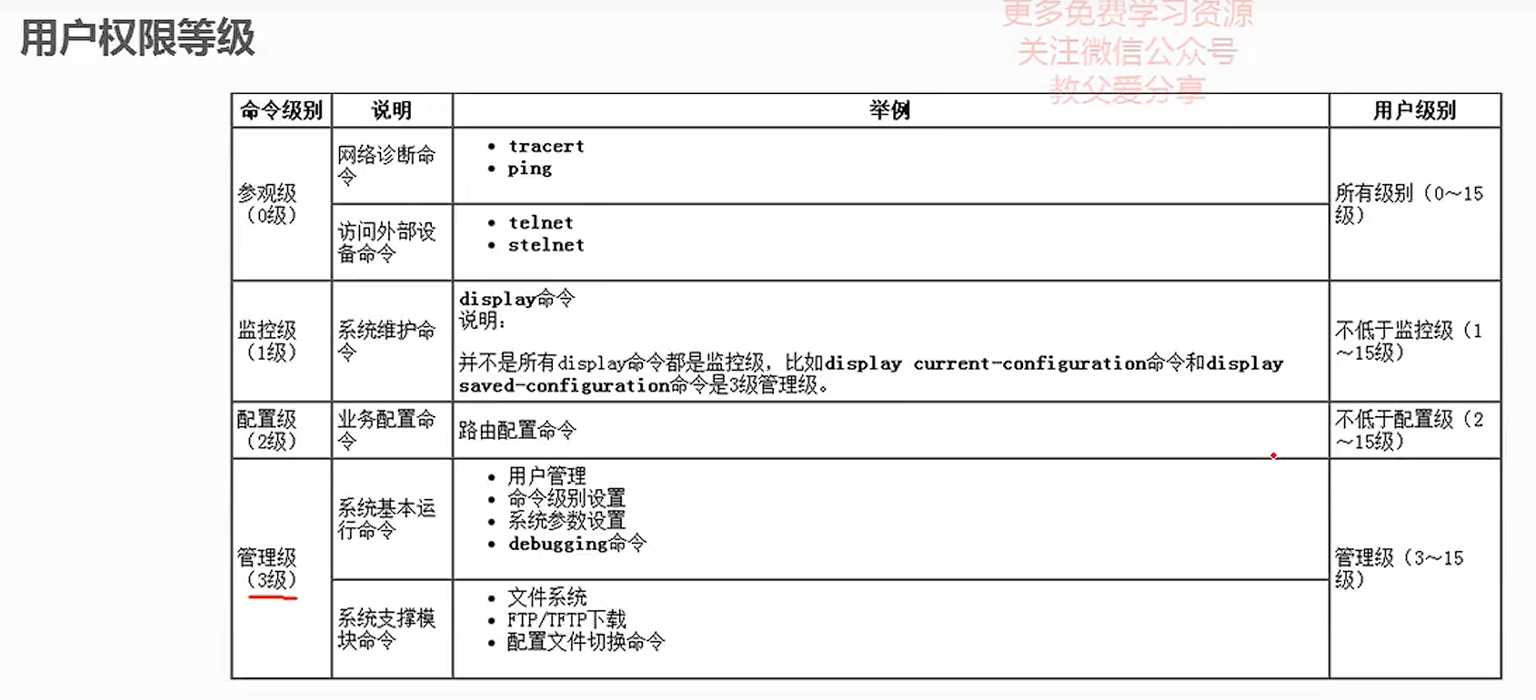 更多免费学习资源
用户权限等级
关注微信公众号
教父爱分享
命令级别 说明 举例 用户级别
参观级
（0级）
网络诊断命
令
• tracert
• ping
所有级别（0～15
级）
访问外部设
备命令
• telnet
• stelnet
监控级
（1级）
系统维护命
令
display命令
说明：
并不是所有display命令都是监控级，比如display current-configuration命令和display
saved-configuration命令是3级管理级。
不低于监控级（1
～15级）
配置级
（2级）
业务配置命
令
路由配置命令
不低于配置级（2
～15级）
管理级
（3级）
系统基本运
行命令
• 用户管理
• 命令级别设置
• 系统参数设置
• debugging命令
管理级（3～15
级）
系统支撑模
块命令
• 文件系统
• FTP/TFTP下载
• 配置文件切换命令